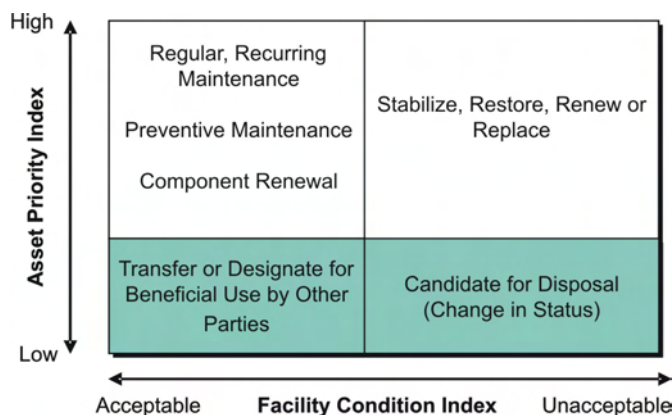 High
Asset Priority Index
Low
Regular, Recurring
Maintenance
Preventive Maintenance
Component Renewal
Stabilize, Restore, Renew or
Replace
Transfer or Designate for
Beneficial Use by Other
Parties
Candidate for Disposal
(Change in Status)
Acceptable
Facility Condition Index
Unacceptable